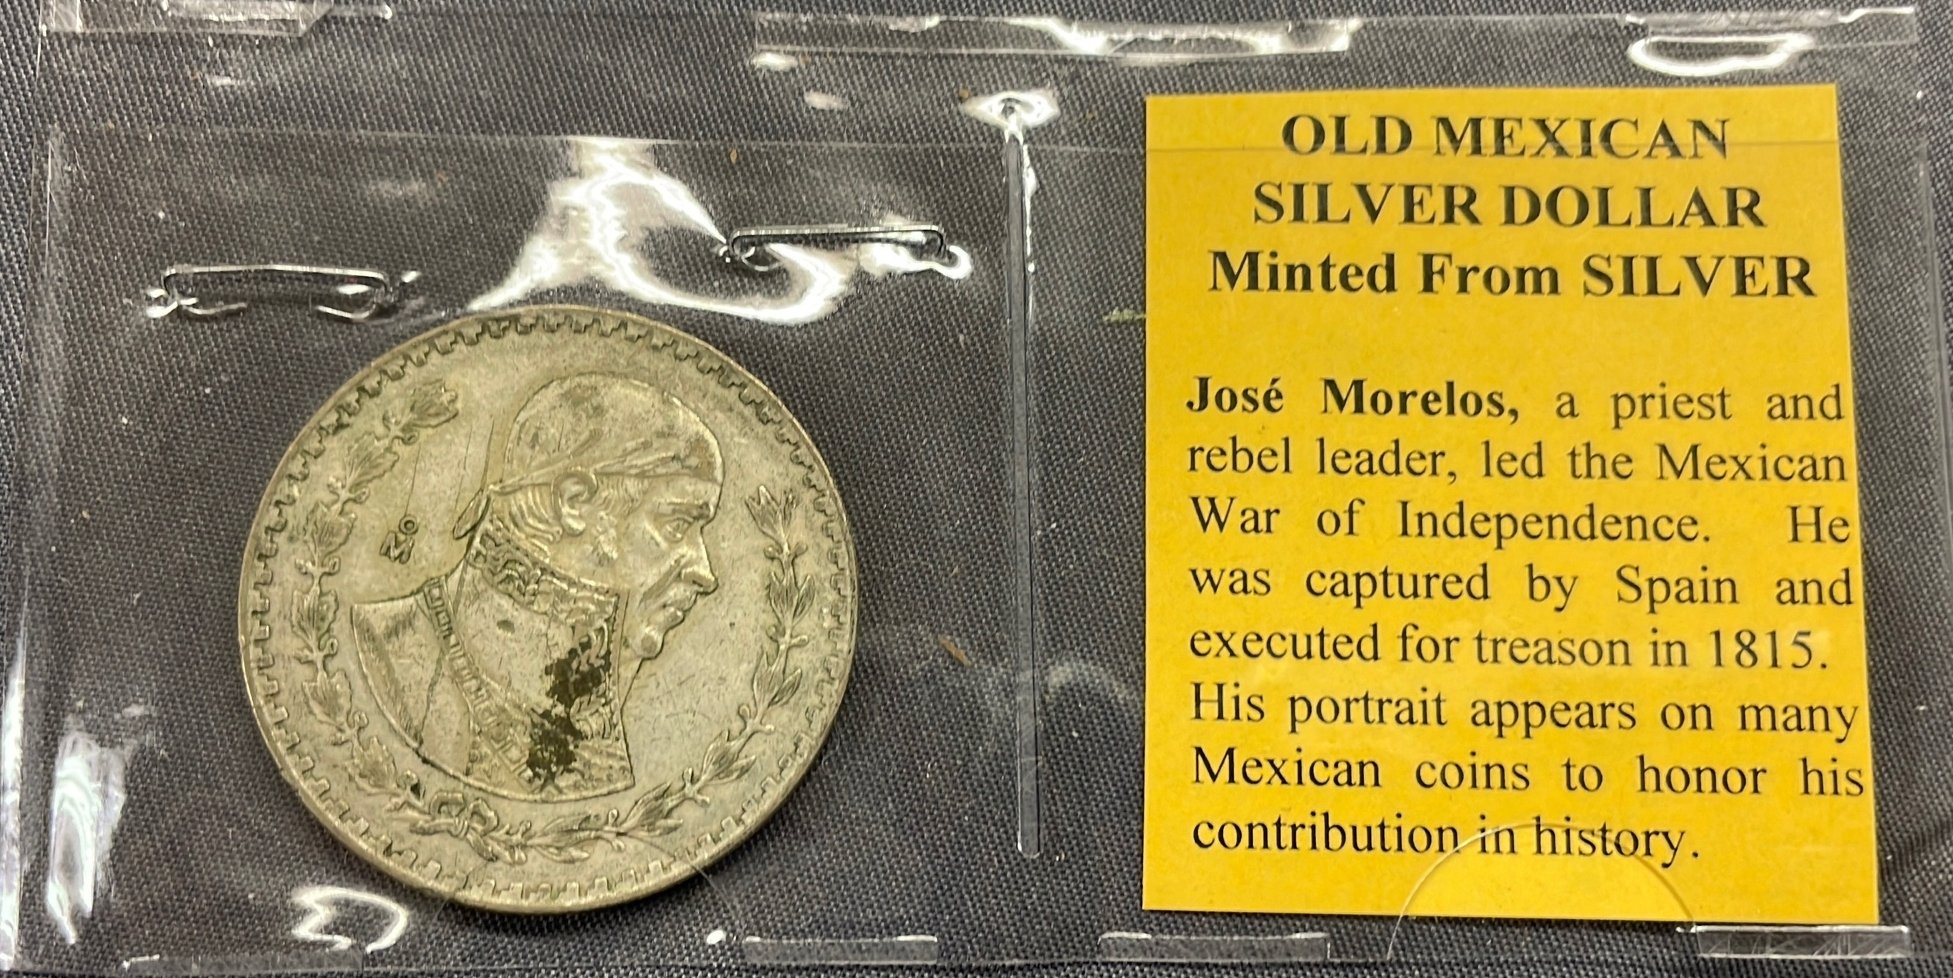 Mo
OLD MEXICAN
SILVER DOLLAR
Minted From SILVER
José Morelos, a priest and
rebel leader, led the Mexican
War of Independence. He
was captured by Spain and
executed for treason in 1815.
His portrait appears on many
Mexican coins to honor his
contribution in history.